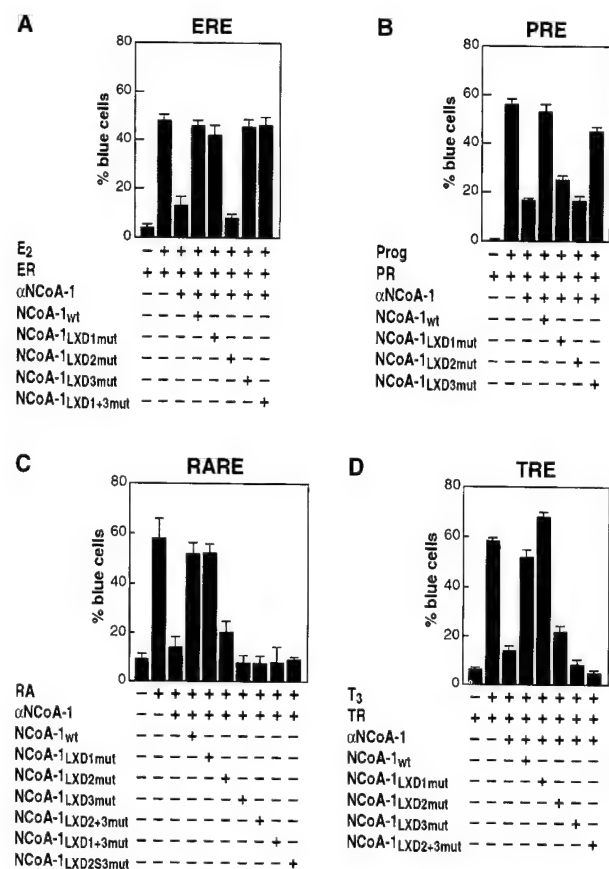 A
ERE
% blue cells
80
60
40
20
0
E2 – + + + + + + +
ER + + + + + + + +
αNCoA-1 – – + + + + + +
NCoA-1wt – – – + – – – –
NCoA-1LXD1mut – – – – + – – –
NCoA-1LXD2mut – – – – – + – –
NCoA-1LXD3mut – – – – – – + –
NCoA-1LXD1+3mut – – – – – – – +
B
PRE
% blue cells
80
60
40
20
0
Prog – + + + + + +
PR + + + + + + +
αNCoA-1 – – + + + + +
NCoA-1wt – – – + – – –
NCoA-1LXD1mut – – – – + – –
NCoA-1LXD2mut – – – – – + –
NCoA-1LXD3mut – – – – – – +
C
RARE
% blue cells
80
60
40
20
0
RA – + + + + + + + + +
αNCoA-1 – – + + + + + + + +
NCoA-1wt – – – + – – – – – –
NCoA-1LXD1mut – – – – + – – – – –
NCoA-1LXD2mut – – – – – + – – – –
NCoA-1LXD3mut – – – – – – + – – –
NCoA-1LXD2+3mut – – – – – – – + – –
NCoA-1LXD1+3mut – – – – – – – – + –
NCoA-1LXD2S3mut – – – – – – – – – +
D
TRE
% blue cells
80
60
40
20
0
T3 – + + + + + + +
TR + + + + + + + +
αNCoA-1 – – + + + + + +
NCoA-1wt – – – + – – – –
NCoA-1LXD1mut – – – – + – – –
NCoA-1LXD2mut – – – – – + – –
NCoA-1LXD3mut – – – – – – + –
NCoA-1LXD2+3mut – – – – – – – +